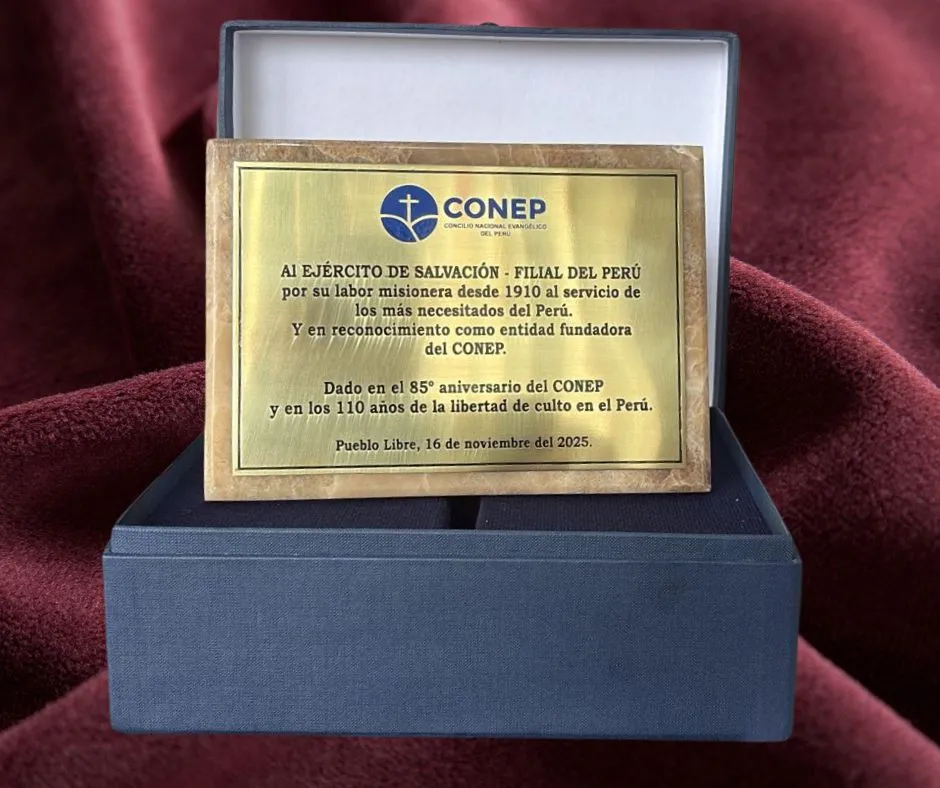 CONEP
CONCILIO NACIONAL EVANGÉLICO
DEL PERÚ
Al EJÉRCITO DE SALVACIÓN - FILIAL DEL PERÚ
por su labor misionera desde 1910 al servicio de
los más necesitados del Perú.
Y en reconocimiento como entidad fundadora
del CONEP.
Dado en el 85° aniversario del CONEP
y en los 110 años de la libertad de culto en el Perú.
Pueblo Libre, 16 de noviembre del 2025.